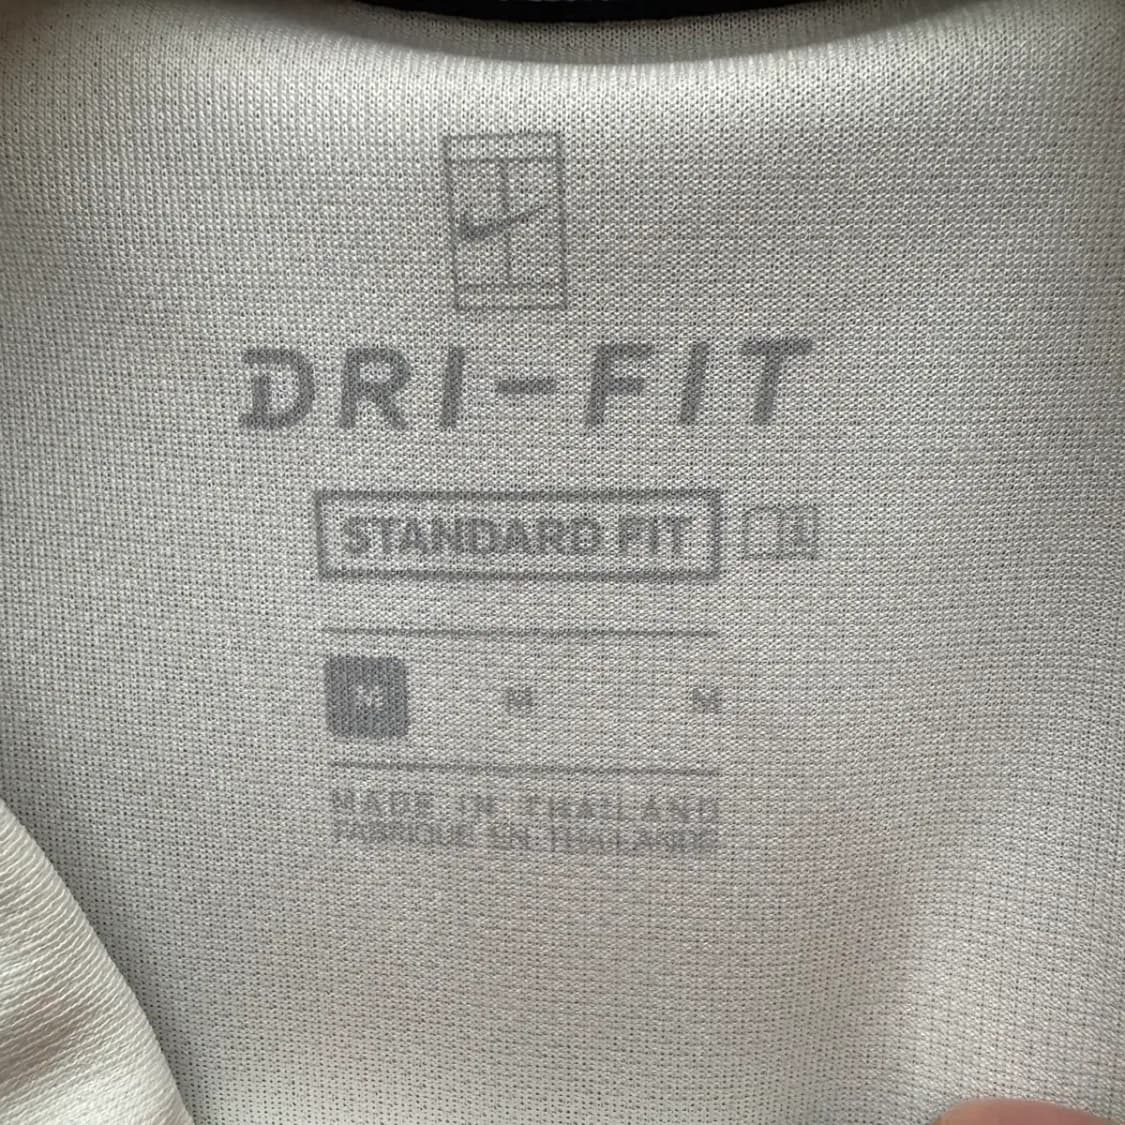 DRI-FIT
STANDARD FIT
M M M
MADE IN THAILAND
FABRIQUÉ EN THAÏLANDE